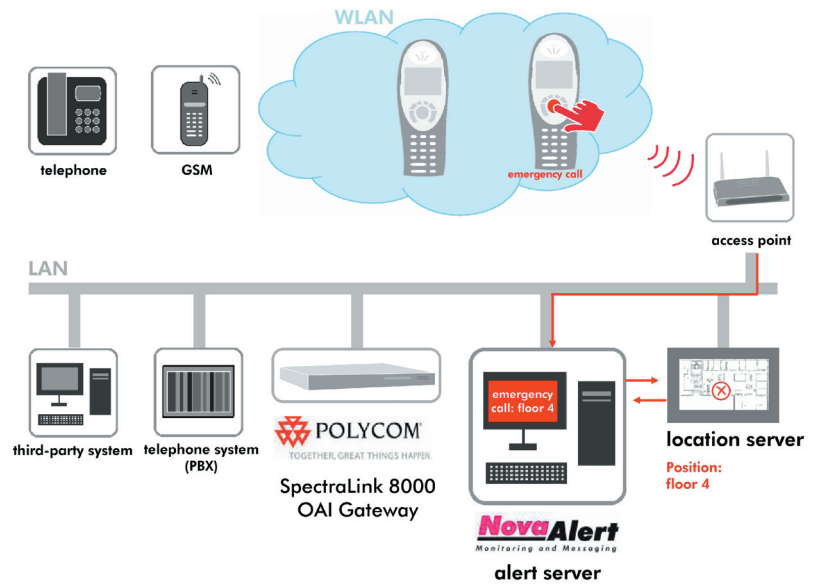 WLAN
telephone
GSM
emergency call
access point
LAN
emergency
call: floor 4
third-party system
telephone system
(PBX)
POLYCOM®
TOGETHER, GREAT THINGS HAPPEN.
SpectraLink 8000
OAI Gateway
location server
Position:
floor 4
NovaAlert
Monitoring and Messaging
alert server